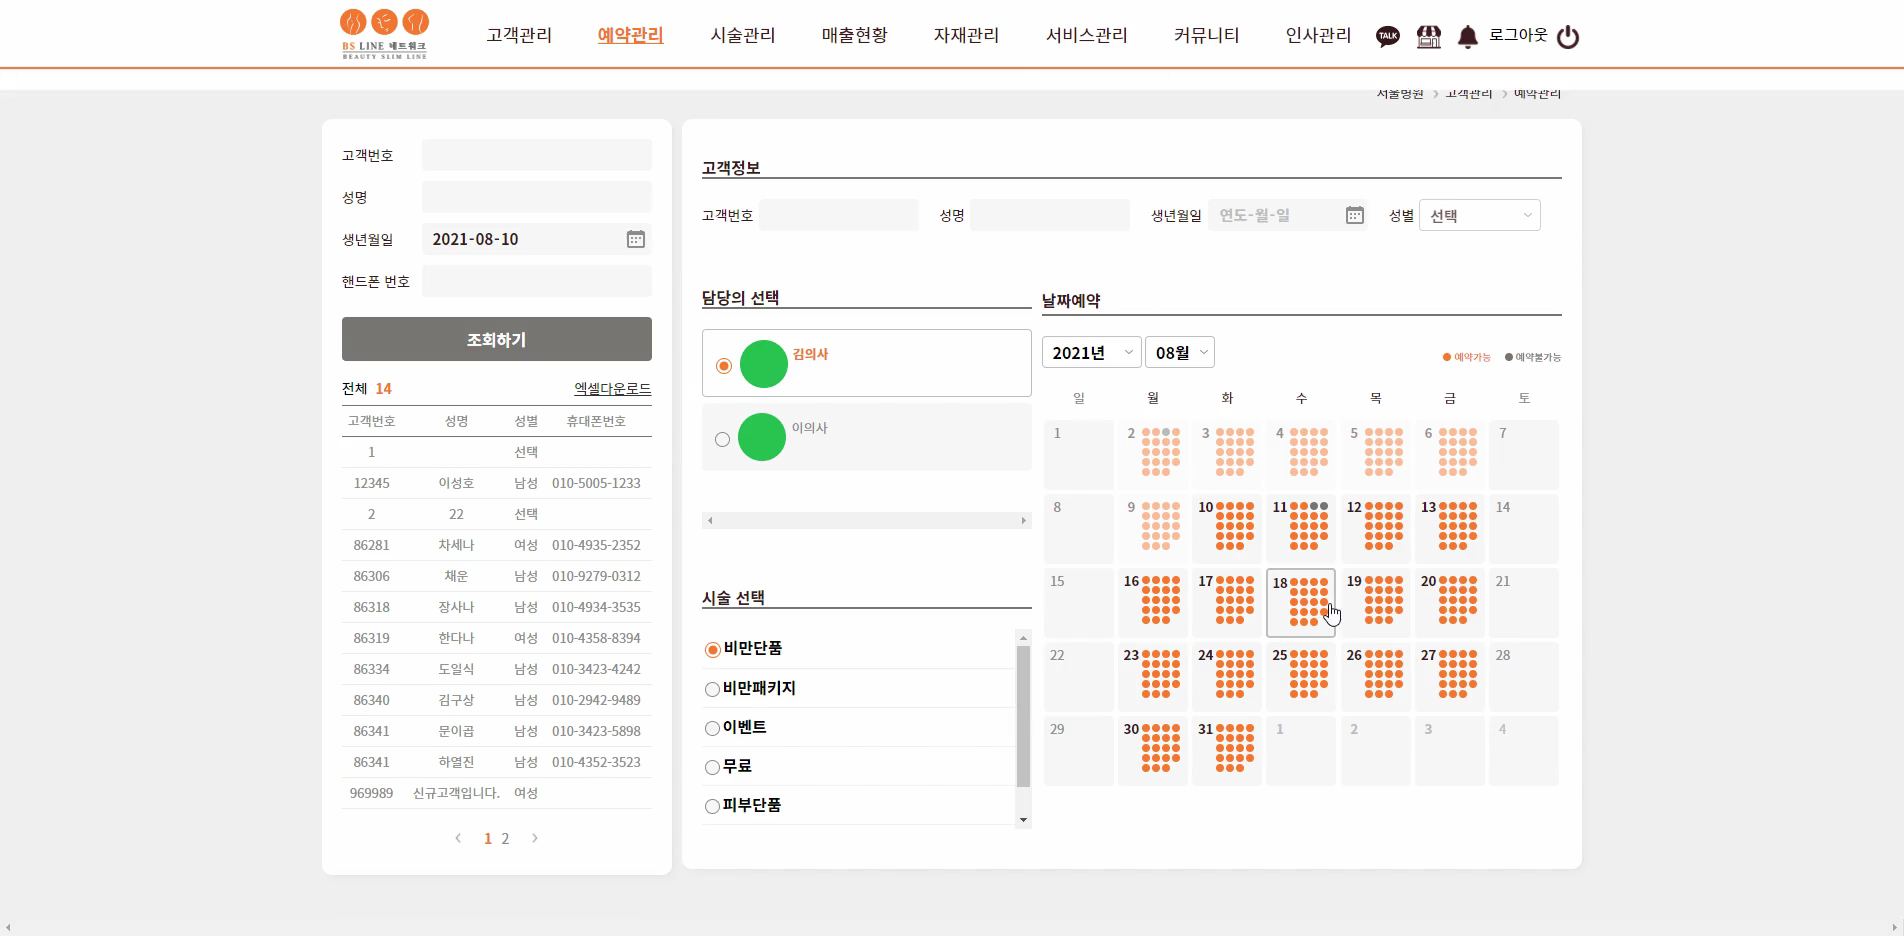 BS LINE 네트워크
BEAUTY SLIM LINE
고객관리 예약관리 시술관리 매출현황 자재관리 서비스관리 커뮤니티 인사관리 TALK 로그아웃
서울병원 > 고객관리 > 예약관리
고객번호
성명
생년월일 2021-08-10
핸드폰 번호
조회하기
전체 14 엑셀다운로드
고객번호 성명 성별 휴대폰번호
1 선택
12345 이성호 남성 010-5005-1233
2 22 선택
86281 차세나 여성 010-4935-2352
86306 채운 남성 010-9279-0312
86318 장사나 남성 010-4934-3535
86319 한다나 여성 010-4358-8394
86334 도일식 남성 010-3423-4242
86340 김구상 남성 010-2942-9489
86341 문이곱 남성 010-3423-5898
86341 하열진 남성 010-4352-3523
969989 신규고객입니다. 여성
< 1 2 >
고객정보
고객번호 성명 생년월일 연도-월-일 성별 선택
담당의 선택
김의사
이의사
시술 선택
비만단품
비만패키지
이벤트
무료
피부단품
날짜예약
2021년 08월
예약가능 예약불가능
일 월 화 수 목 금 토
1 2 3 4 5 6 7
8 9 10 11 12 13 14
15 16 17 18 19 20 21
22 23 24 25 26 27 28
29 30 31 1 2 3 4